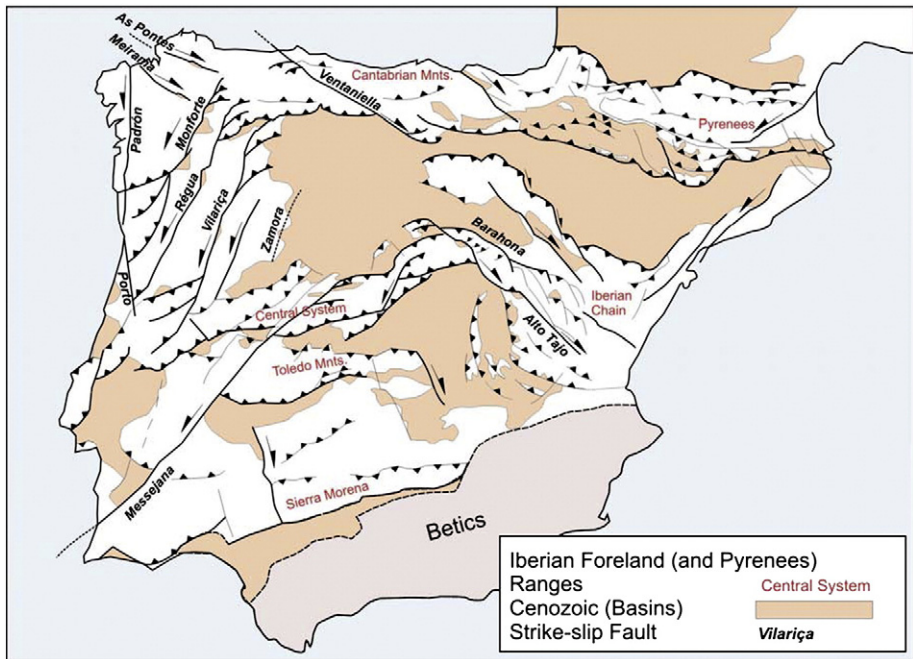 As Pontes
Meirama
Ventaniella
Cantabrian Mnts.
Pyrenees
Padrón
Monforte
Régua
Vilariça
Zamora
Barahona
Porto
Central System
Iberian
Chain
Alto Tajo
Toledo Mnts.
Messejana
Sierra Morena
Betics
Iberian Foreland (and Pyrenees)
Ranges Central System
Cenozoic (Basins)
Strike-slip Fault Vilariça